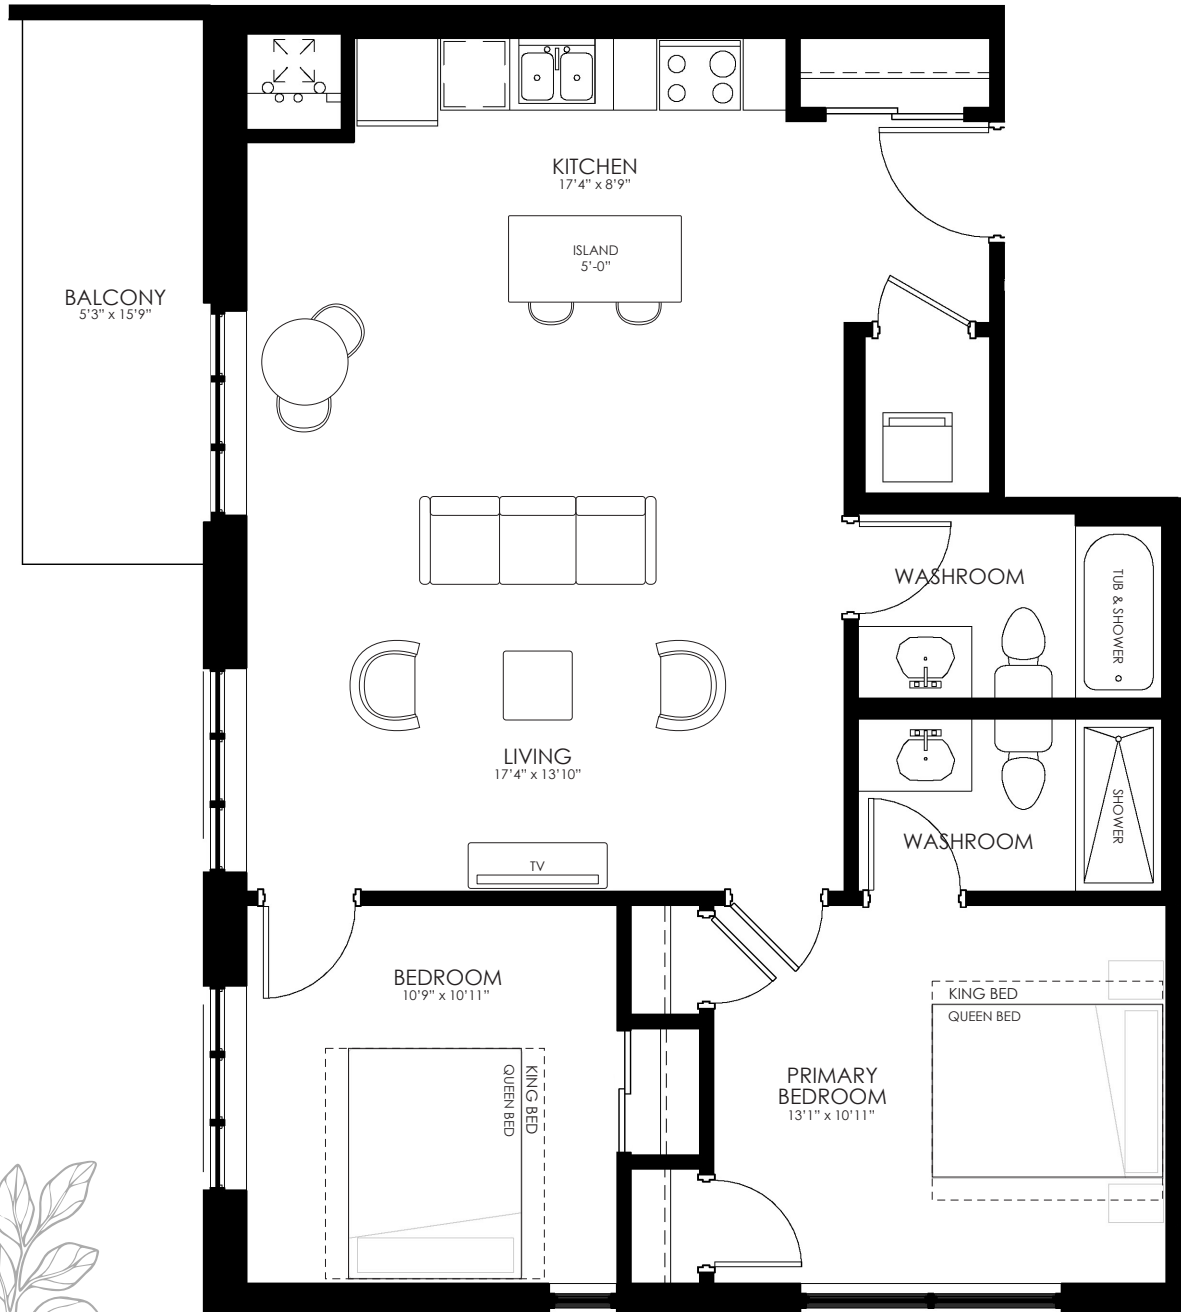 KITCHEN
17'4" x 8'9"
ISLAND
5'-0"
BALCONY
5'3" x 15'9"
WASHROOM
TUB & SHOWER
LIVING
17'4" x 13'10"
TV
WASHROOM
SHOWER
BEDROOM
10'9" x 10'11"
KING BED
QUEEN BED
PRIMARY
BEDROOM
13'1" x 10'11"
KING BED
QUEEN BED